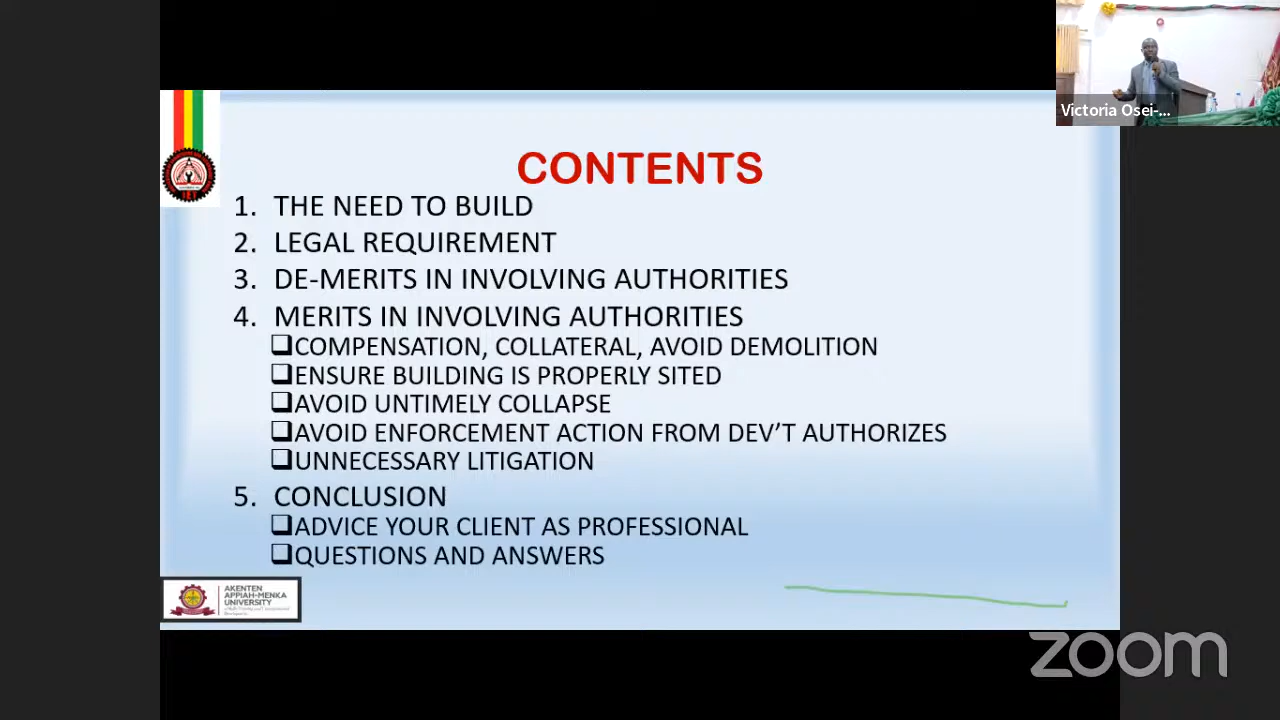 Victoria Osei-...
CONTENTS
1. THE NEED TO BUILD
2. LEGAL REQUIREMENT
3. DE-MERITS IN INVOLVING AUTHORITIES
4. MERITS IN INVOLVING AUTHORITIES
❑COMPENSATION, COLLATERAL, AVOID DEMOLITION
❑ENSURE BUILDING IS PROPERLY SITED
❑AVOID UNTIMELY COLLAPSE
❑AVOID ENFORCEMENT ACTION FROM DEV’T AUTHORIZES
❑UNNECESSARY LITIGATION
5. CONCLUSION
❑ADVICE YOUR CLIENT AS PROFESSIONAL
❑QUESTIONS AND ANSWERS
AKENTEN
APPIAH-MENKA
UNIVERSITY
zoom